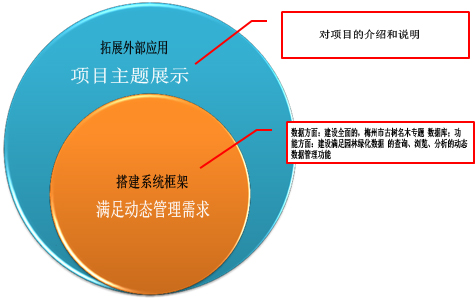 拓展外部应用
项目主题展示
对项目的介绍和说明
搭建系统框架
满足动态管理需求
数据方面：建设全面的，梅州市古树名木专题 数据库；功
能方面：建设满足园林绿化数据 的查询、浏览、分析的动态
数据管理功能